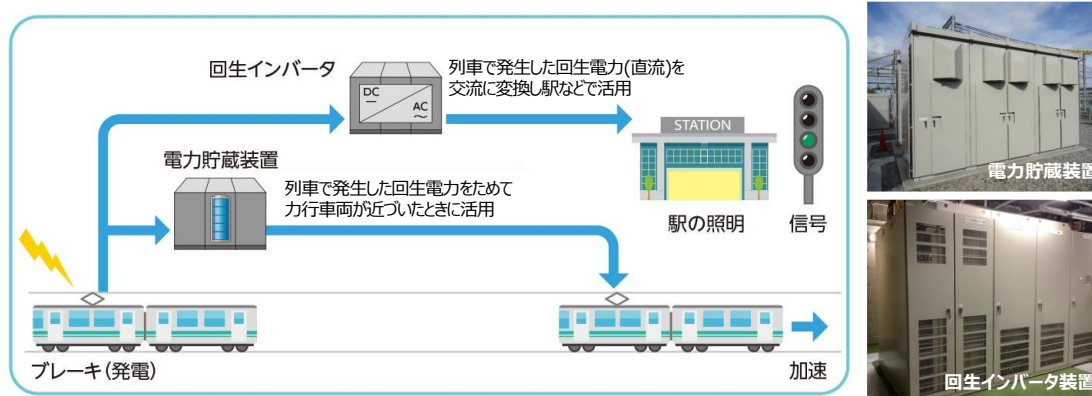 回生インバータ
DC
AC
列車で発生した回生電力(直流)を
交流に変換し駅などで活用
STATION
電力貯蔵装置
列車で発生した回生電力をためて
力行車両が近づいたときに活用
駅の照明
信号
ブレーキ(発電)
加速
電力貯蔵装置
回生インバータ装置